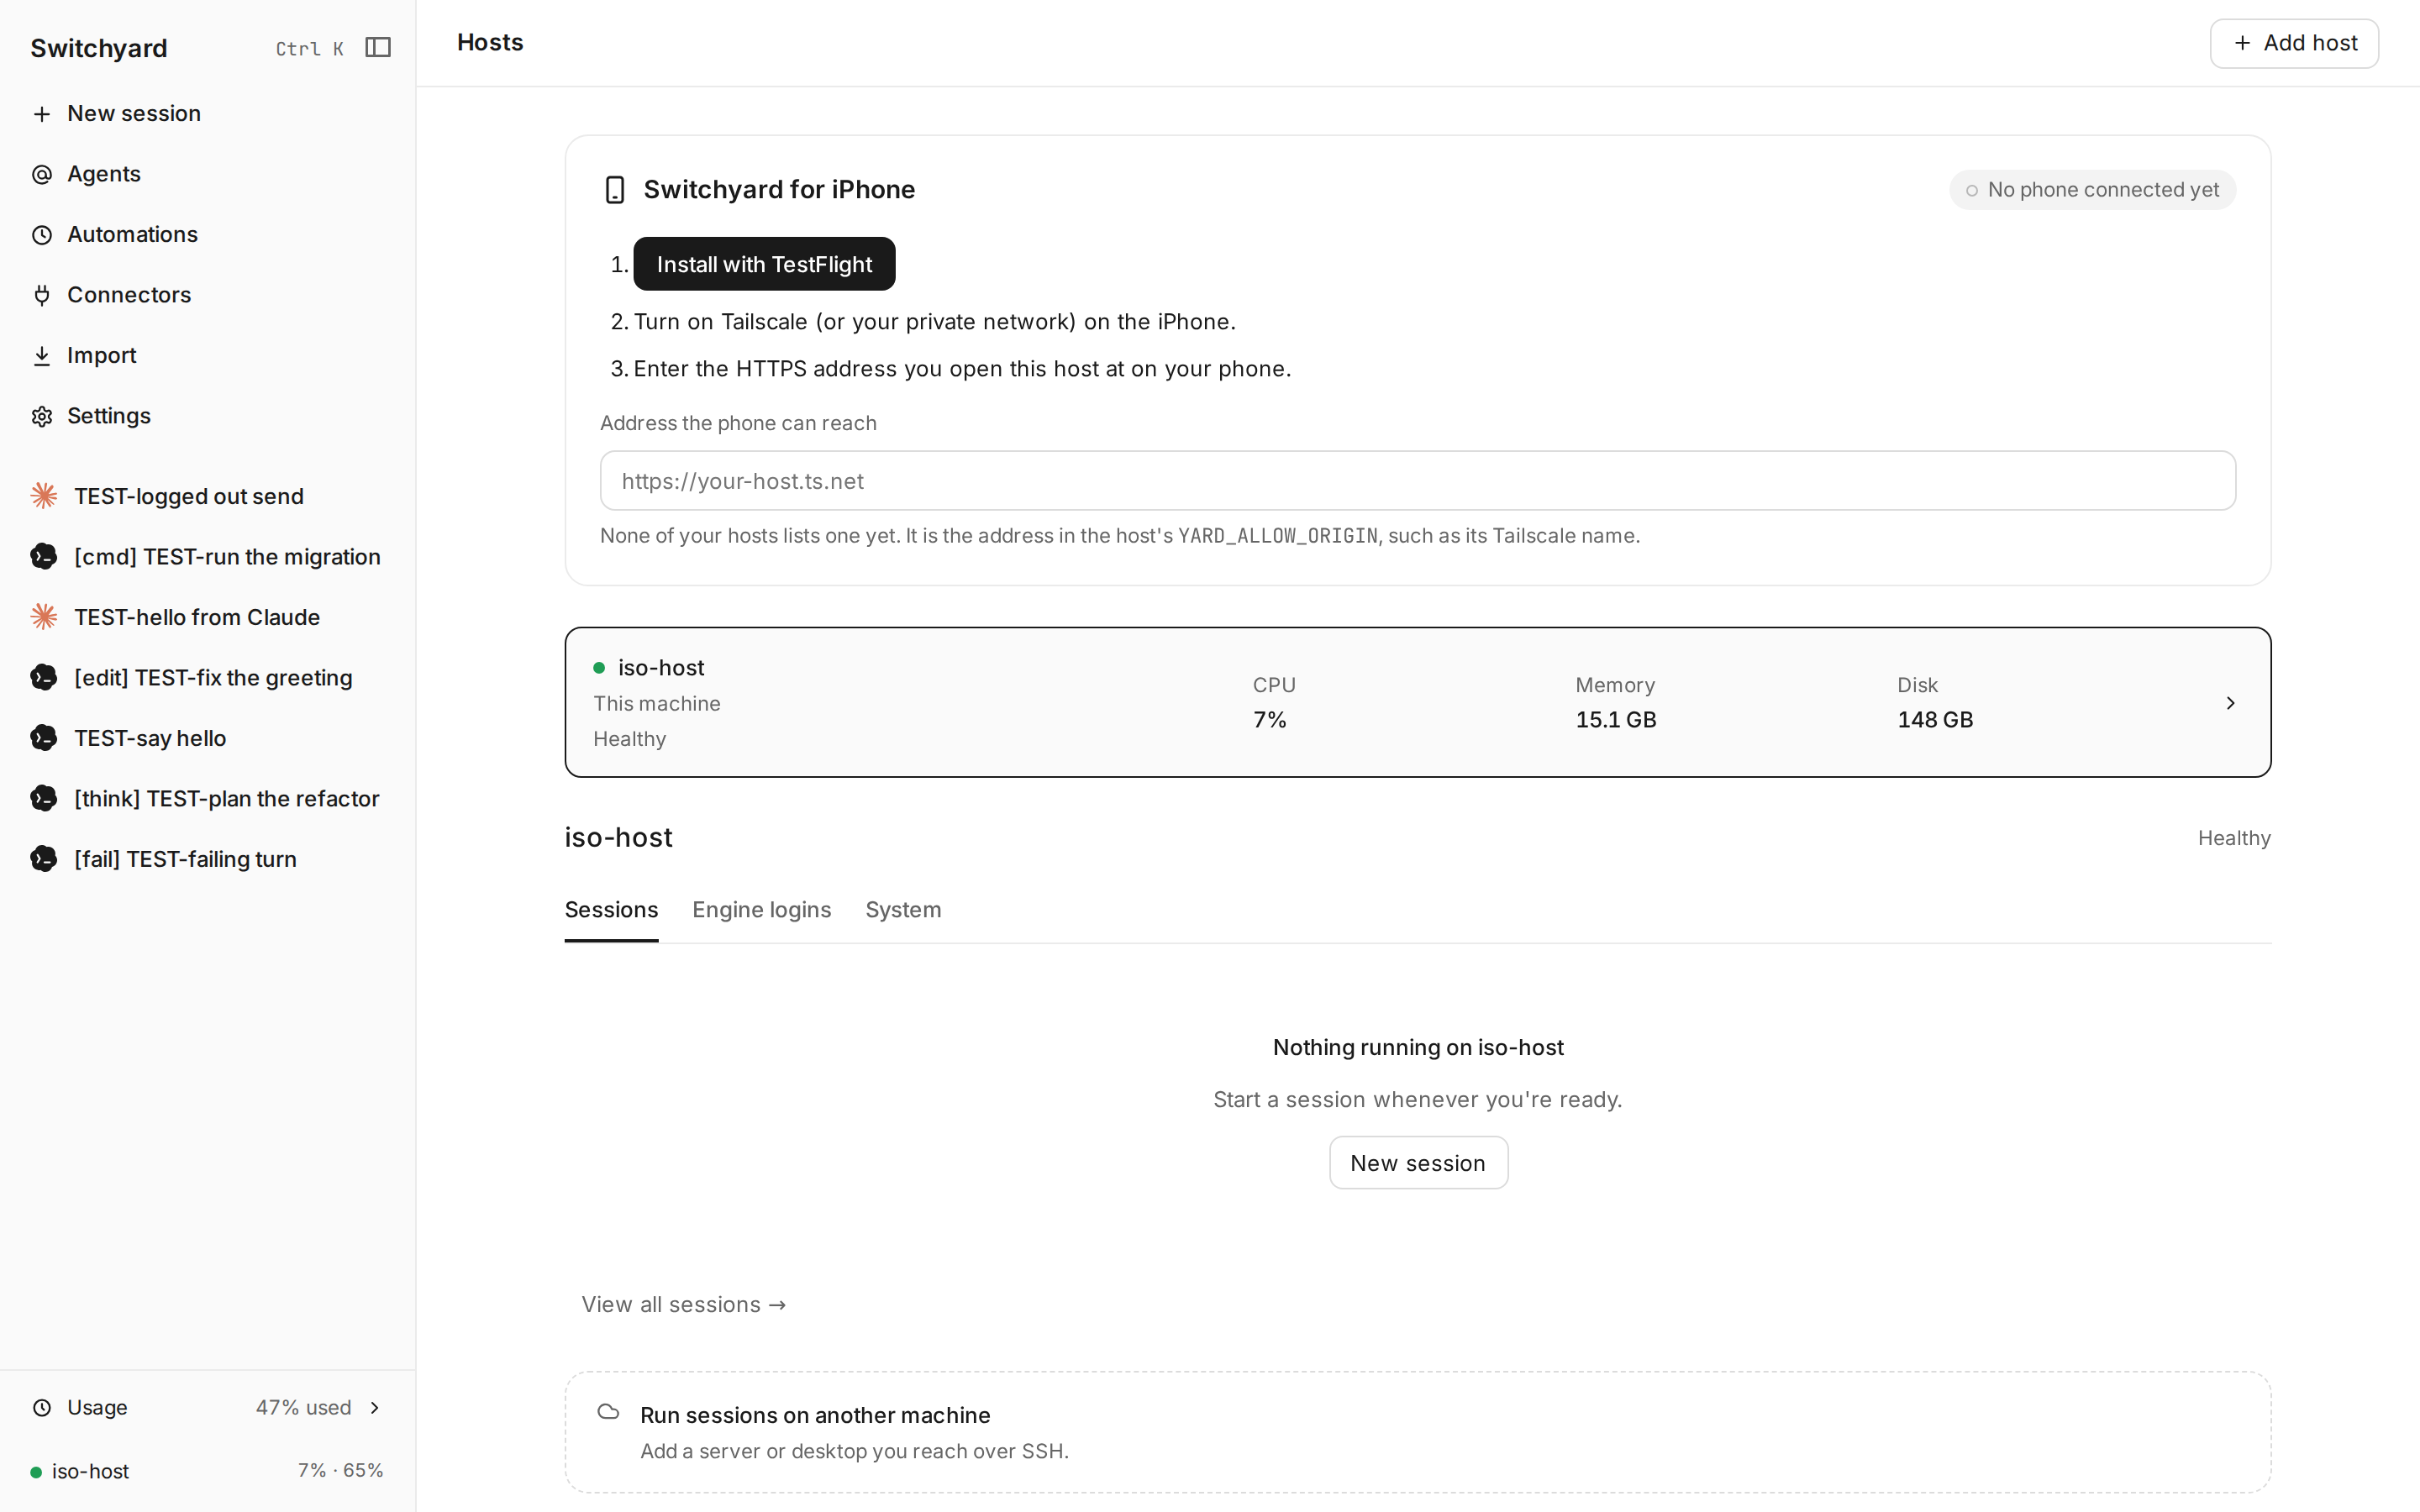 Switchyard
Ctrl K
New session
Agents
Automations
Connectors
Import
Settings
TEST-logged out send
[cmd] TEST-run the migration
TEST-hello from Claude
[edit] TEST-fix the greeting
TEST-say hello
[think] TEST-plan the refactor
[fail] TEST-failing turn
Usage 47% used
iso-host 7% · 65%
Hosts
Add host
Switchyard for iPhone
No phone connected yet
1. Install with TestFlight
2. Turn on Tailscale (or your private network) on the iPhone.
3. Enter the HTTPS address you open this host at on your phone.
Address the phone can reach
https://your-host.ts.net
None of your hosts lists one yet. It is the address in the host's YARD_ALLOW_ORIGIN, such as its Tailscale name.
iso-host
This machine
Healthy
CPU
7%
Memory
15.1 GB
Disk
148 GB
iso-host
Healthy
Sessions Engine logins System
Nothing running on iso-host
Start a session whenever you're ready.
New session
View all sessions →
Run sessions on another machine
Add a server or desktop you reach over SSH.